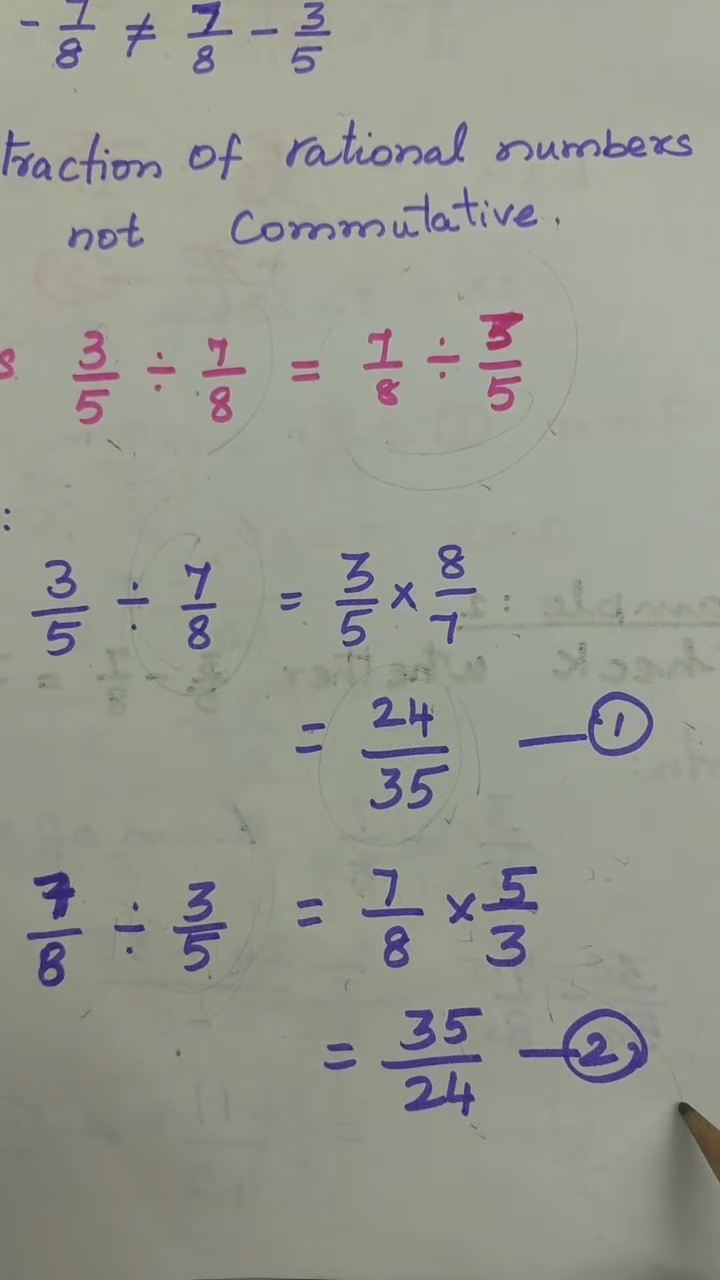 - 7/8 ≠ 7/8 - 3/5
traction of rational numbers
not commutative.
s 3/5 ÷ 7/8 = 7/8 ÷ 3/5
:
3/5 ÷ 7/8 = 3/5 × 8/7
= 24/35 — ①
7/8 ÷ 3/5 = 7/8 × 5/3
= 35/24 — ②